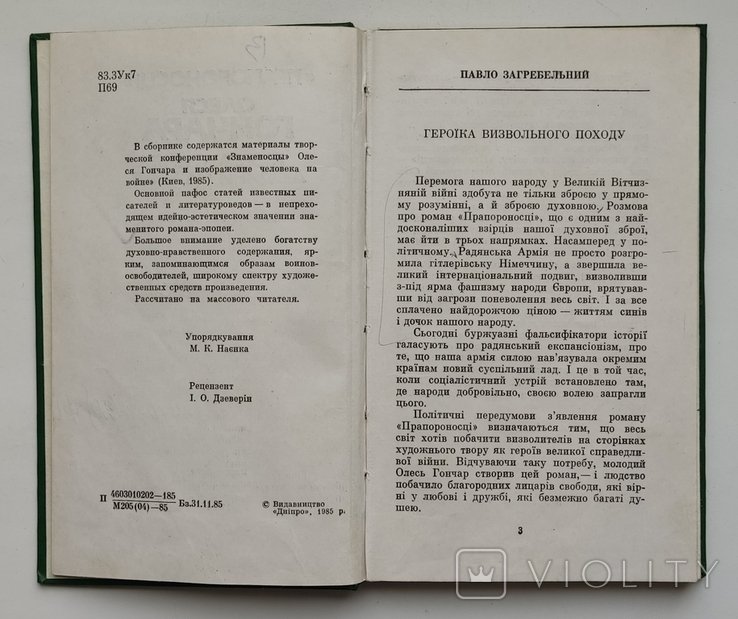 83.3Ук7
П69
В сборнике содержатся материалы твор-
ческой конференции «Знаменосцы» Оле-
ся Гончара и изображение человека на
войне» (Киев, 1985).
Основной пафос статей известных пи-
сателей и литературоведов — в непре-
ходящем идейно-эстетическом значении зна-
менитого романа-эпопеи.
Большое внимание уделено богатству
духовно-нравственного содержания, яр-
ким, запоминающимся образам воинов-
освободителей, широкому спектру художе-
ственных средств произведения.
Рассчитано на массового читателя.
Упорядкування
М. К. Наєнка
Рецензент
І. О. Дзеверін
П 4603010202—185
М205(04)—85 Бз.31.11.85
© Видавництво
«Дніпро», 1985 р.
ПАВЛО ЗАГРЕБЕЛЬНИЙ
ГЕРОЇКА ВИЗВОЛЬНОГО ПОХОДУ
Перемога нашого народу у Великій Вітчиз-
няній війні здобута не тільки зброєю у пря-
мому розумінні, а й зброєю духовною. Розмова
про роман «Прапороносці», що є одним з най-
досконаліших взірців нашої духовної зброї,
має йти в трьох напрямках. Насамперед у по-
літичному. Радянська Армія не просто розгро-
мила гітлерівську Німеччину, а звершила ве-
ликий інтернаціональний подвиг, визволивши
з-під ярма фашизму народи Європи, врятував-
ши від загрози поневолення весь світ. І за все
сплачено найдорожчою ціною — життям синів
і дочок нашого народу.
Сьогодні буржуазні фальсифікатори історії
галасують про радянський експансіонізм, про
те, що наша армія силою нав'язувала окремим
країнам новий суспільний лад. І це в той час,
коли соціалістичний устрій встановлено там,
де народи добровільно, своєю волею запрагли
цього.
Політичні передумови з'явлення роману
«Прапороносці» визначаються тим, що весь
світ хотів побачити визволителів на сторінках
художнього твору як героїв великої справедли-
вої війни. Відчуваючи таку потребу, молодий
Олесь Гончар створив цей роман,— і людство
побачило благородних лицарів свободи, які вір-
ні у любові і дружбі, які безмежно багаті ду-
шею.
3
VIOLITY